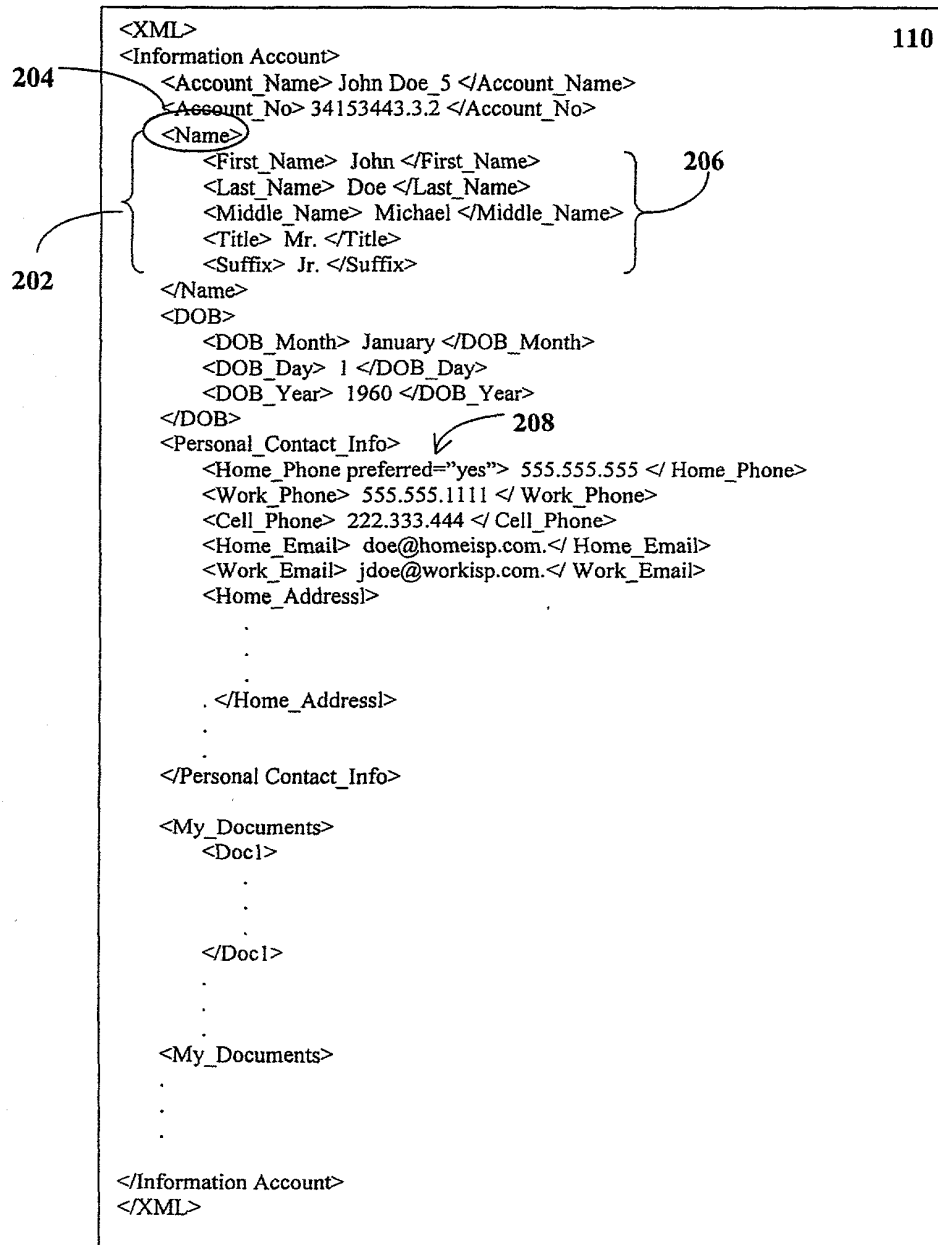 <XML> 110
<Information Account>
204
<Account_Name> John Doe_5 </Account_Name>
<Account_No> 34153443.3.2 </Account_No>
<Name>
<First_Name> John </First_Name> 206
<Last_Name> Doe </Last_Name>
<Middle_Name> Michael </Middle_Name>
<Title> Mr. </Title>
202 <Suffix> Jr. </Suffix>
</Name>
<DOB>
<DOB_Month> January </DOB_Month>
<DOB_Day> 1 </DOB_Day>
<DOB_Year> 1960 </DOB_Year>
</DOB> 208
<Personal_Contact_Info>
<Home_Phone preferred="yes"> 555.555.555 </ Home_Phone>
<Work_Phone> 555.555.1111 </ Work_Phone>
<Cell_Phone> 222.333.444 </ Cell_Phone>
<Home_Email> doe@homeisp.com.</ Home_Email>
<Work_Email> jdoe@workisp.com.</ Work_Email>
<Home_Addressl>
.
.
.
. </Home_Addressl>
.
.
</Personal Contact_Info>
<My_Documents>
<Doc1>
.
.
.
</Doc1>
.
.
.
<My_Documents>
.
.
.
</Information Account>
</XML>